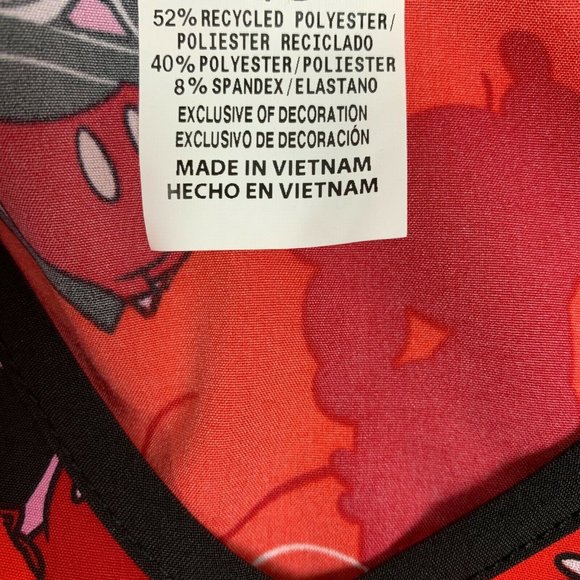 52% RECYCLED POLYESTER/
POLIESTER RECICLADO
40% POLYESTER/POLIESTER
8% SPANDEX/ELASTANO
EXCLUSIVE OF DECORATION
EXCLUSIVO DE DECORACIÓN
MADE IN VIETNAM
HECHO EN VIETNAM